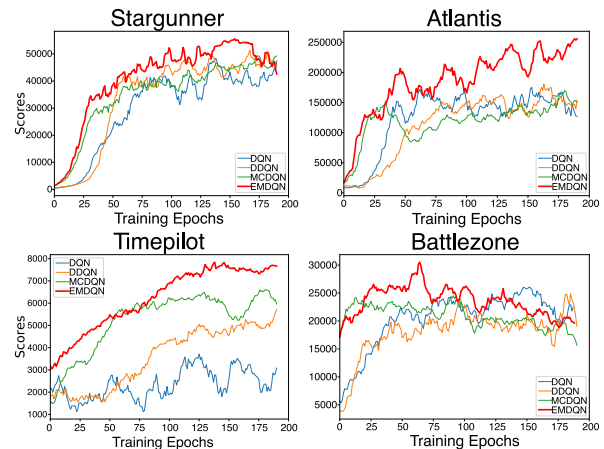 Stargunner
Scores
50000
40000
30000
20000
10000
0
0 25 50 75 100 125 150 175 200
Training Epochs
DQN
DDQN
MCDQN
EMDQN
Atlantis
250000
200000
150000
100000
50000
0
0 25 50 75 100 125 150 175 200
Training Epochs
DQN
DDQN
MCDQN
EMDQN
Timepilot
Scores
8000
7000
6000
5000
4000
3000
2000
1000
0 25 50 75 100 125 150 175 200
Training Epochs
DQN
DDQN
MCDQN
EMDQN
Battlezone
30000
25000
20000
15000
10000
5000
0 25 50 75 100 125 150 175 200
Training Epochs
DQN
DDQN
MCDQN
EMDQN